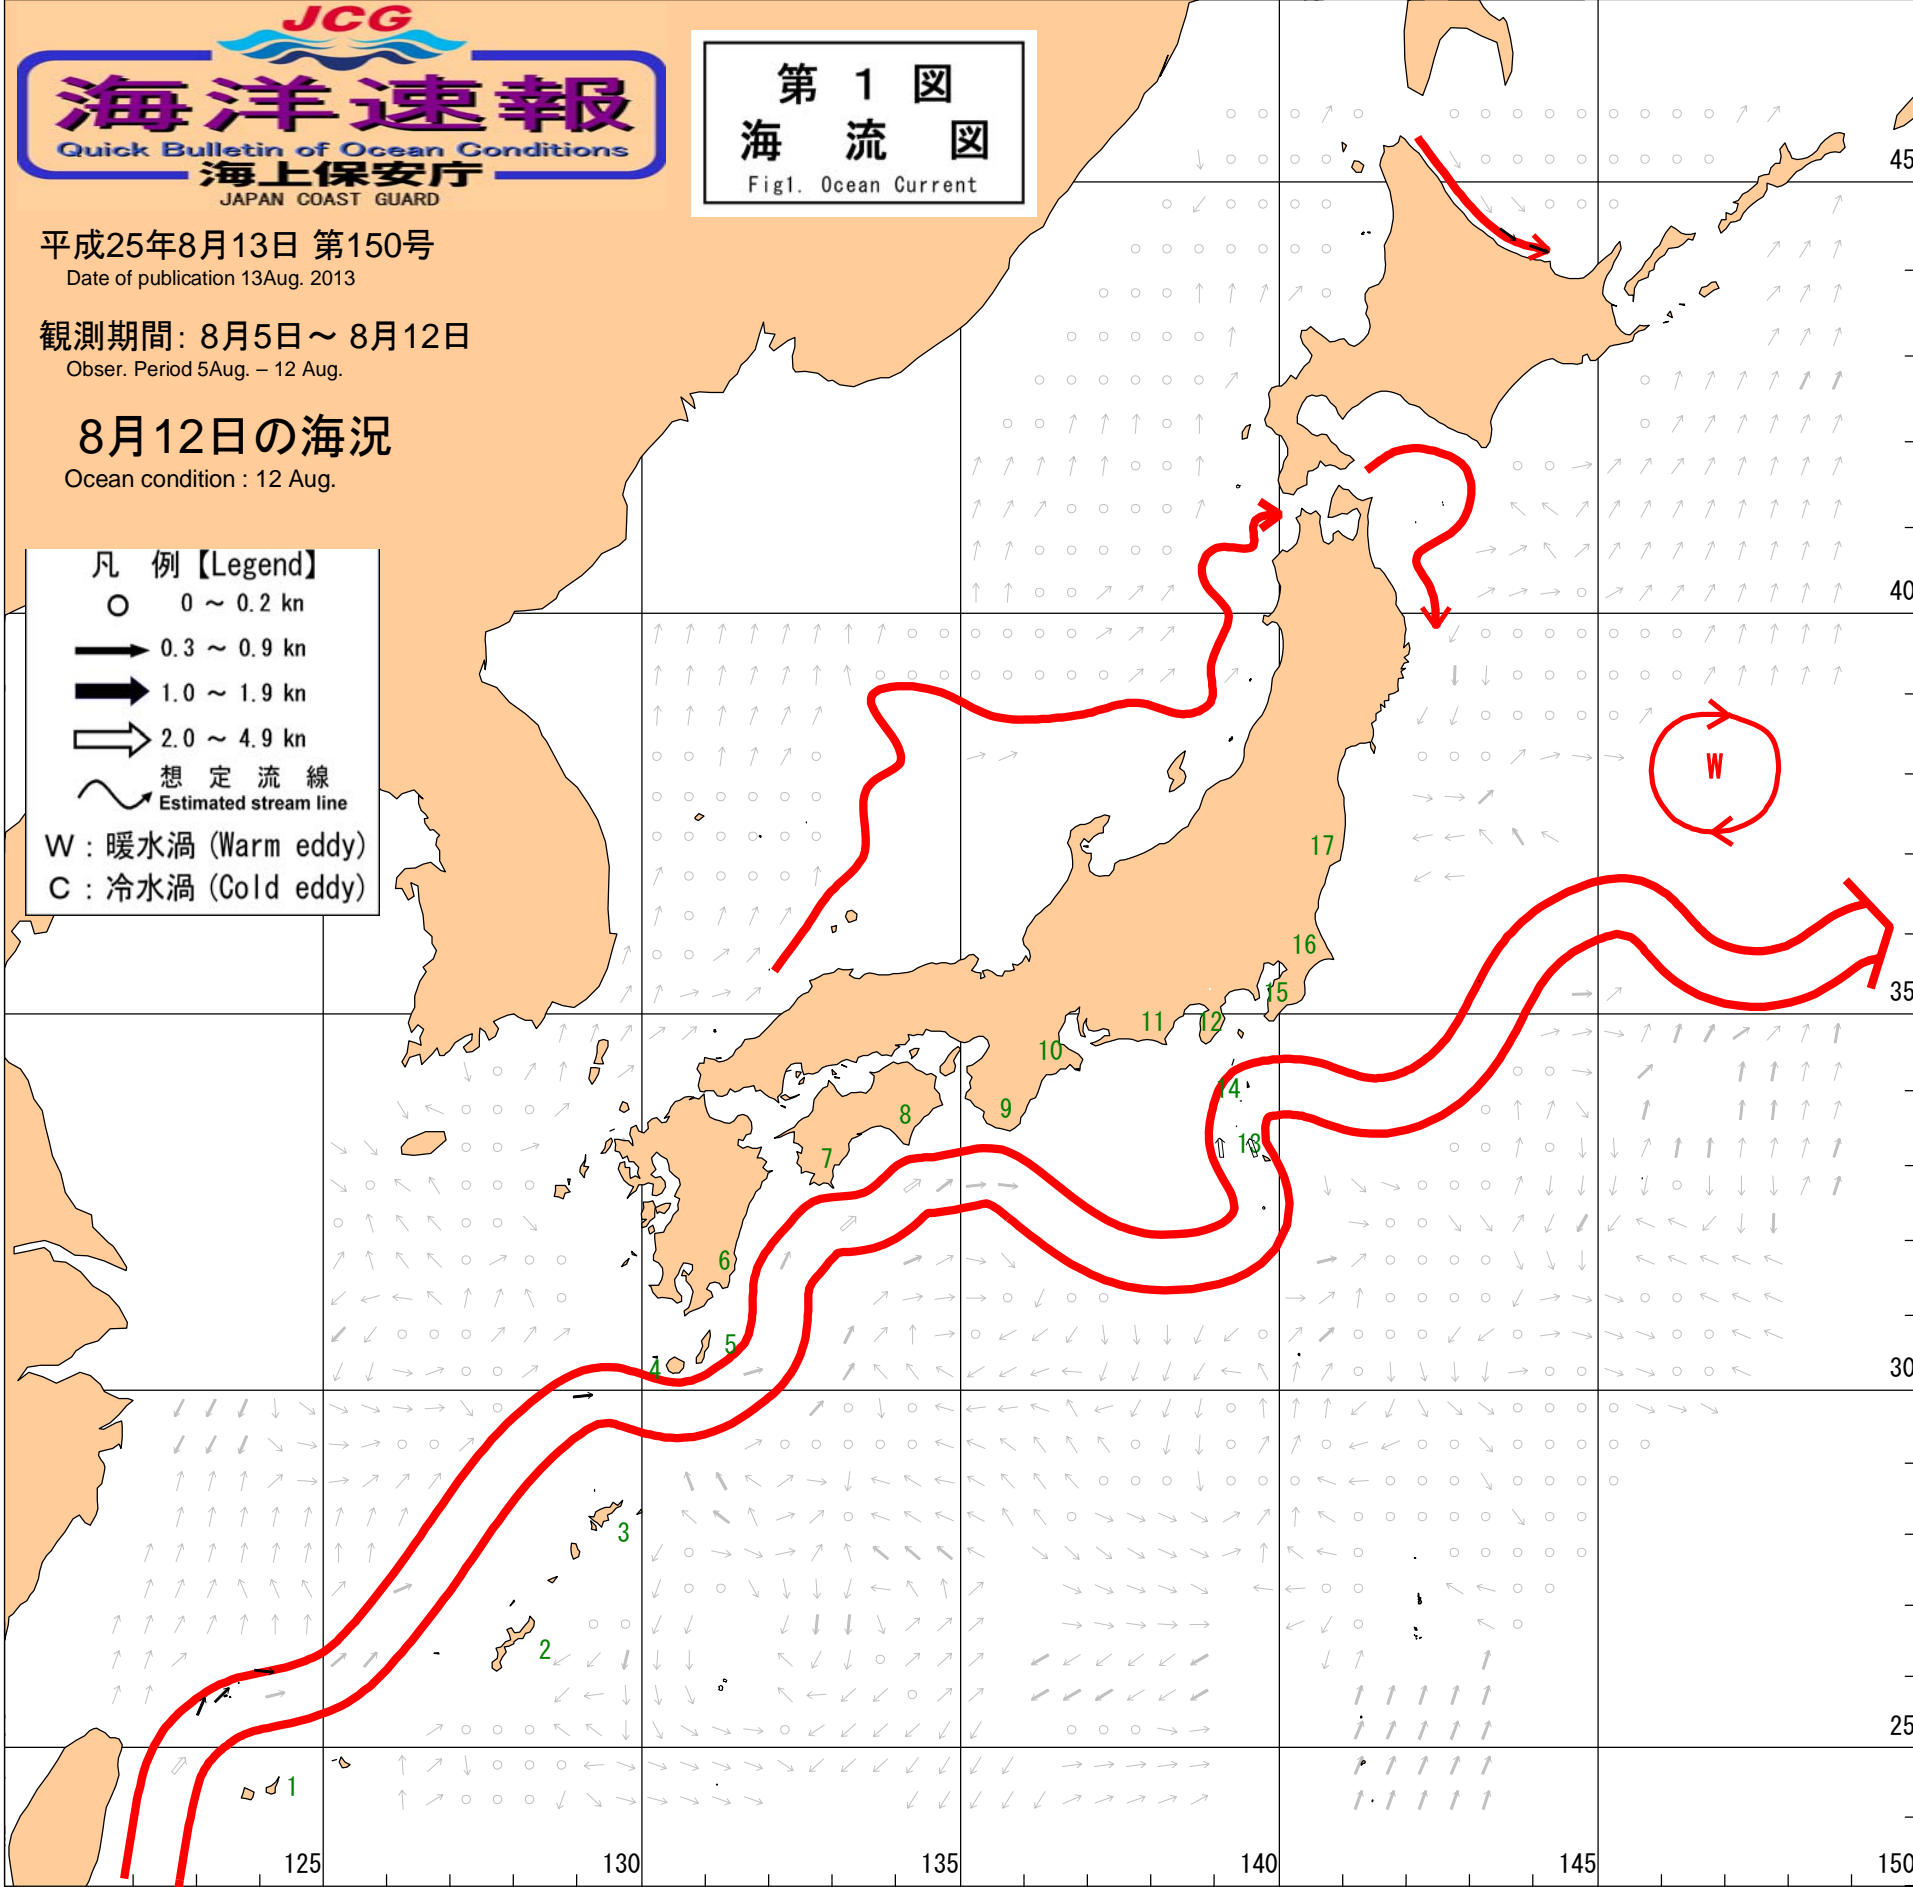 JCG
海洋速報
Quick Bulletin of Ocean Conditions
海上保安庁
JAPAN COAST GUARD
第 1 図
海 流 図
Fig1. Ocean Current
平成25年8月13日 第150号
Date of publication 13Aug. 2013
観測期間: 8月5日～ 8月12日
Obser. Period 5Aug. – 12 Aug.
8月12日の海況
Ocean condition : 12 Aug.
凡 例【Legend】
0 ～ 0.2 kn
0.3 ～ 0.9 kn
1.0 ～ 1.9 kn
2.0 ～ 4.9 kn
想 定 流 線
Estimated stream line
W : 暖水渦 (Warm eddy)
C : 冷水渦 (Cold eddy)
45
40
W
17
16
15
35
11
12
10
14
9
8
13
7
6
5
4
30
3
2
25
1
125
130
135
140
145
150